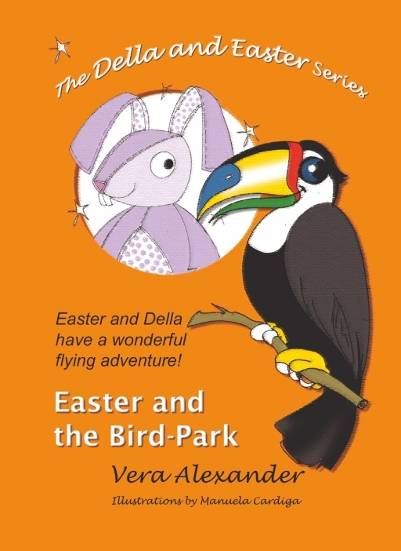 The Della and Easter Series
Easter and Della
have a wonderful
flying adventure!
Easter and
the Bird-Park
Vera Alexander
Illustrations by Manuela Cardiga